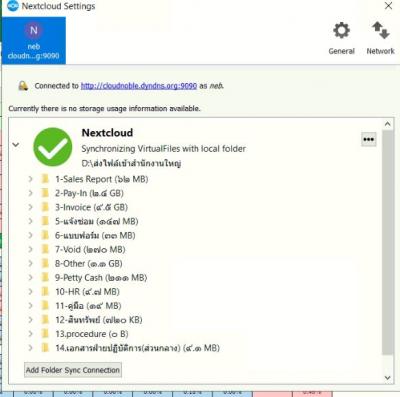 Nextcloud Settings
N
neb
cloudn...g:9090
General
Network
Connected to http://cloudnoble.dyndns.org:9090 as neb.
Currently there is no storage usage information available.
Nextcloud
Synchronizing VirtualFiles with local folder
D:\ส่งไฟล์เข้าสำนักงานใหญ่
1-Sales Report (๖๒ MB)
2-Pay-In (๒.๔ GB)
3-Invoice (๔.๕ GB)
5-แจ้งซ่อม (๑๔๗ MB)
6-แบบฟอร์ม (๓๓ MB)
7-Void (๒๗๐ MB)
8-Other (๑.๑ GB)
9-Petty Cash (๒๑๑ MB)
10-HR (๔.๗ MB)
11-คู่มือ (๑๙ MB)
12-สินทรัพย์ (๗๒๐ KB)
13.procedure (๐ B)
14.เอกสารฝ่ายปฏิบัติการ(ส่วนกลาง) (๔.๑ MB)
Add Folder Sync Connection